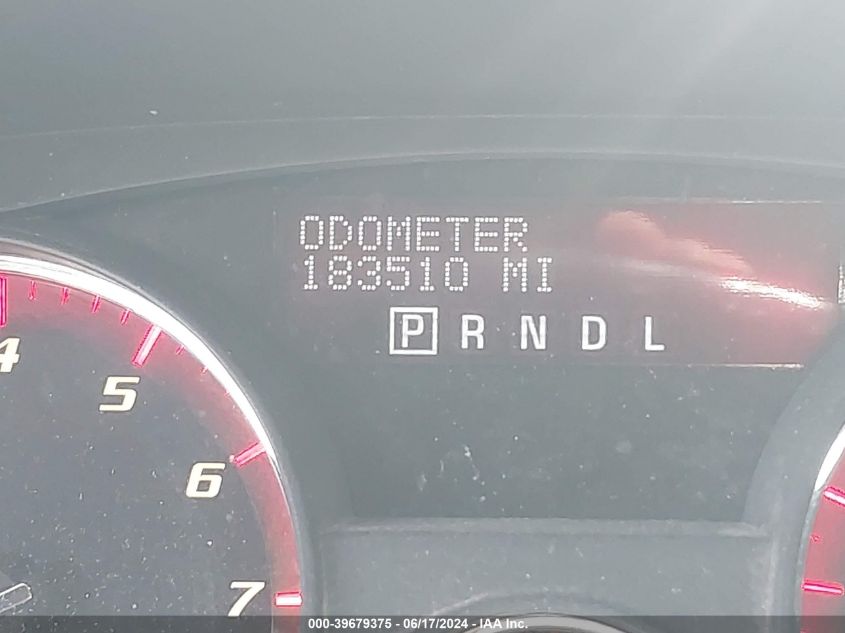 ODOMETER
183510 MI
P R N D L
4
5
6
7
000-39679375 - 06/17/2024 - IAA Inc.